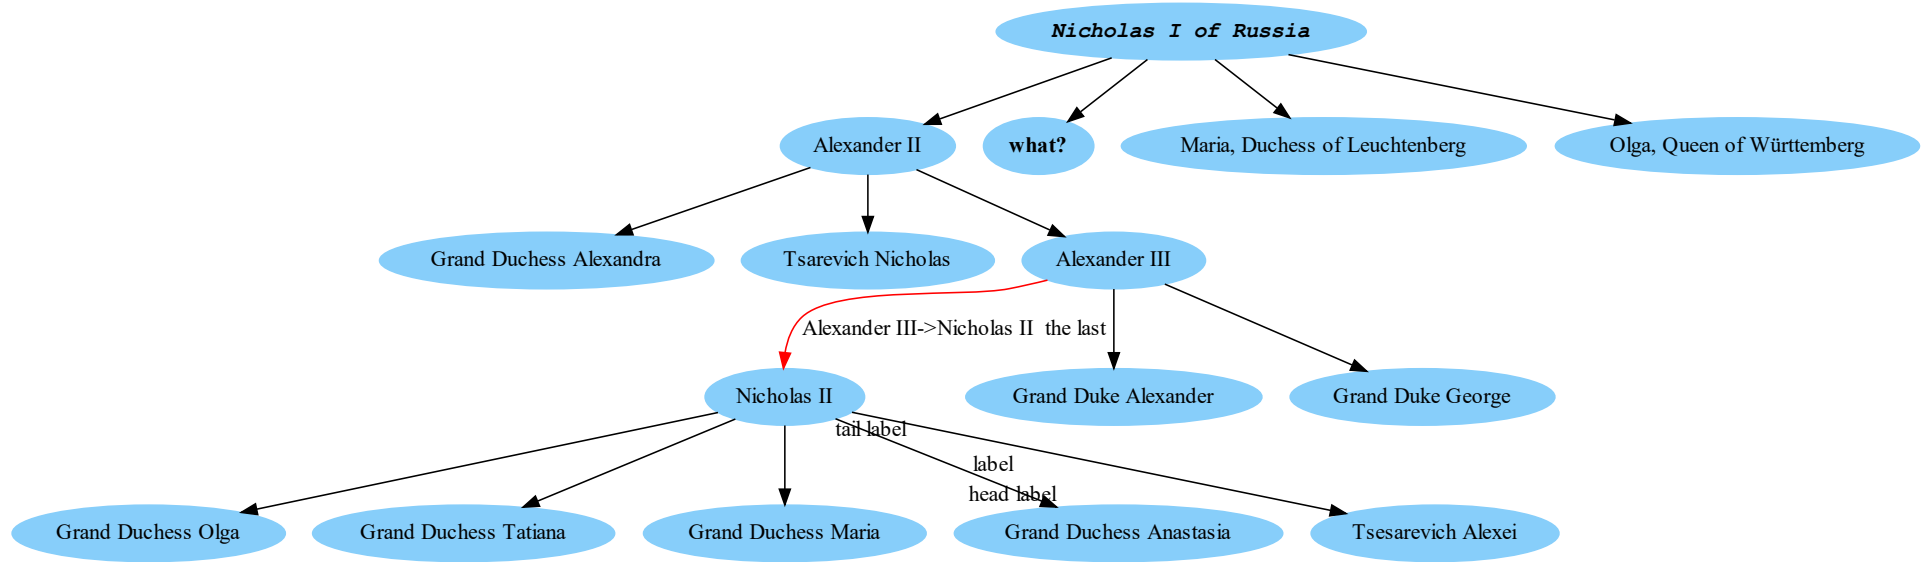 Nicholas I of Russia
Alexander II
what?
Maria, Duchess of Leuchtenberg
Olga, Queen of Württemberg
Grand Duchess Alexandra
Tsarevich Nicholas
Alexander III
Alexander III->Nicholas II  the last
Nicholas II
Grand Duke Alexander
Grand Duke George
tail label
label
head label
Grand Duchess Olga
Grand Duchess Tatiana
Grand Duchess Maria
Grand Duchess Anastasia
Tsesarevich Alexei